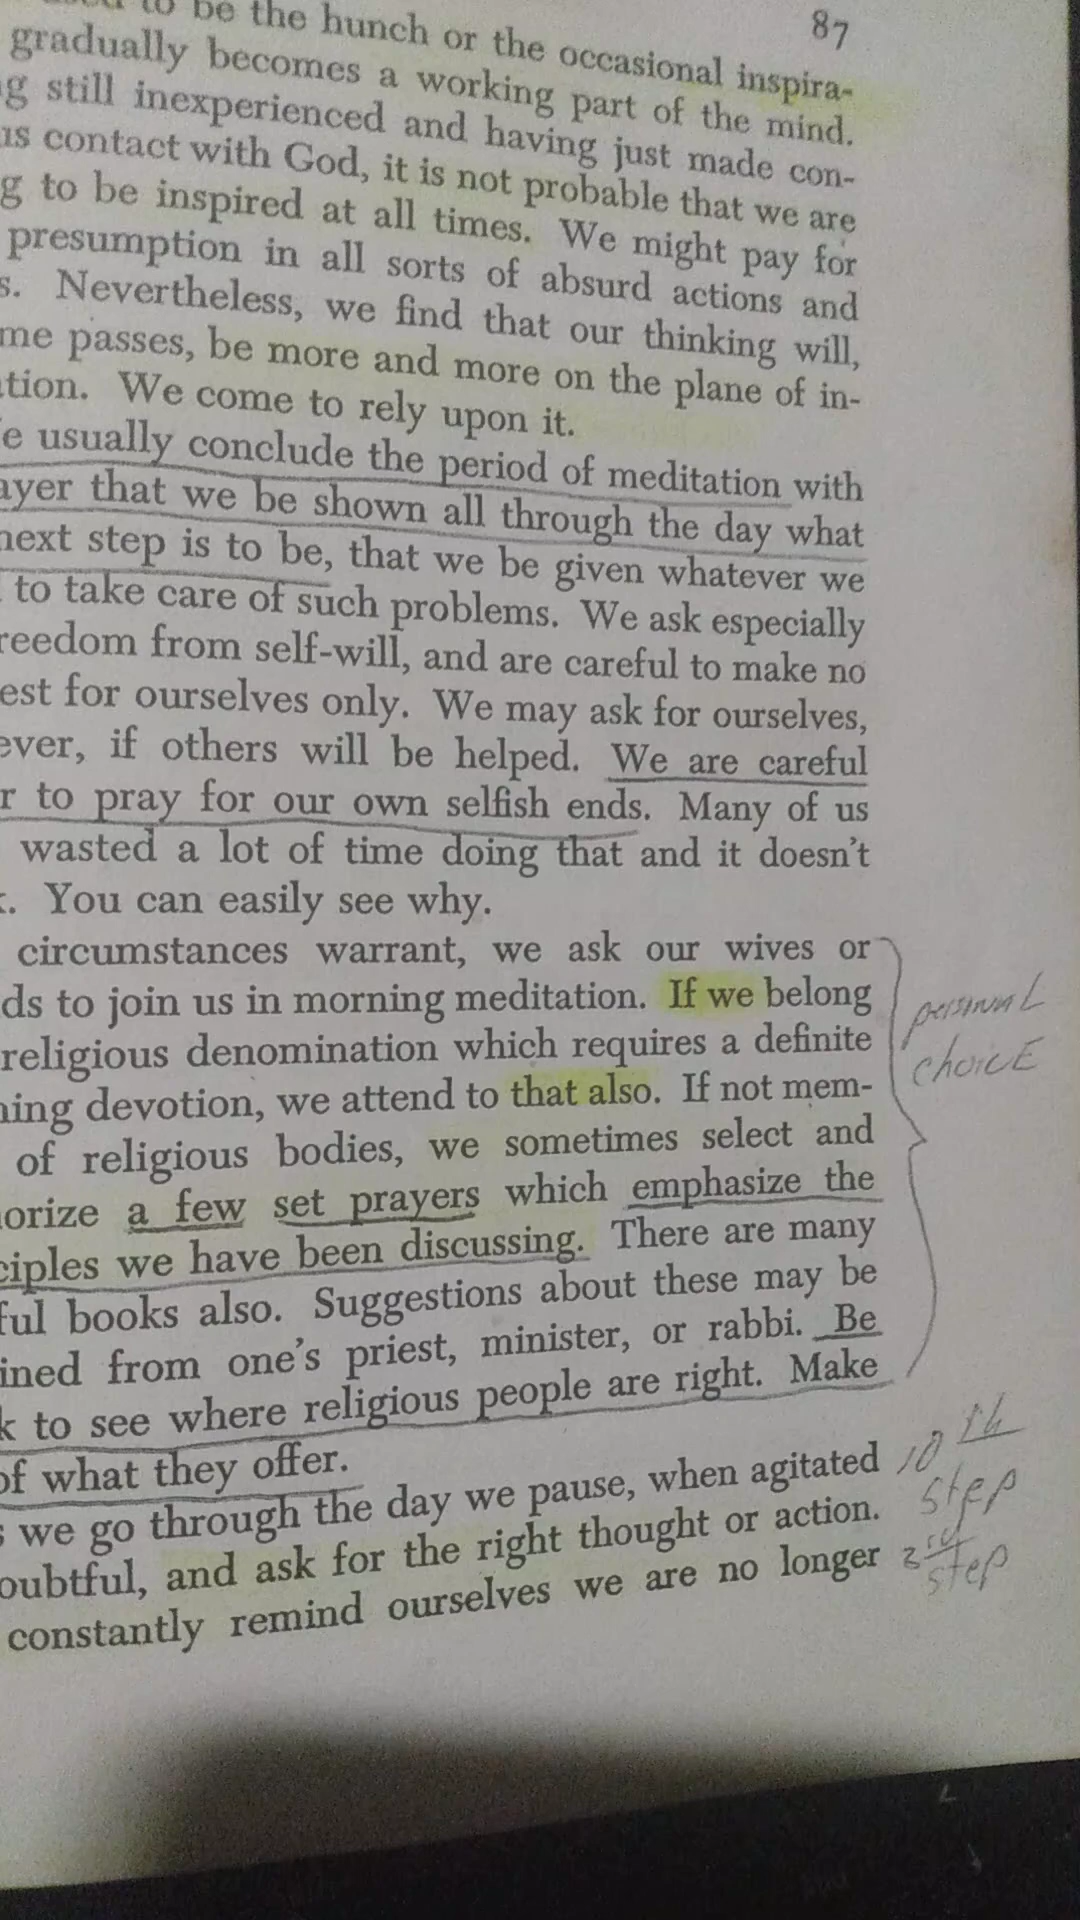 87
to be the hunch or the occasional inspira-
gradually becomes a working part of the mind.
g still inexperienced and having just made con-
us contact with God, it is not probable that we are
g to be inspired at all times. We might pay for
presumption in all sorts of absurd actions and
s. Nevertheless, we find that our thinking will,
me passes, be more and more on the plane of in-
tion. We come to rely upon it.
e usually conclude the period of meditation with
ayer that we be shown all through the day what
next step is to be, that we be given whatever we
to take care of such problems. We ask especially
reedom from self-will, and are careful to make no
est for ourselves only. We may ask for ourselves,
ever, if others will be helped. We are careful
r to pray for our own selfish ends. Many of us
wasted a lot of time doing that and it doesn't
. You can easily see why.
circumstances warrant, we ask our wives or
ds to join us in morning meditation. If we belong
religious denomination which requires a definite
ning devotion, we attend to that also. If not mem-
of religious bodies, we sometimes select and
orize a few set prayers which emphasize the
ciples we have been discussing. There are many
ful books also. Suggestions about these may be
ined from one's priest, minister, or rabbi. Be
k to see where religious people are right. Make
of what they offer.
s we go through the day we pause, when agitated
oubtful, and ask for the right thought or action.
constantly remind ourselves we are no longer
personal
choice
10th
step
step